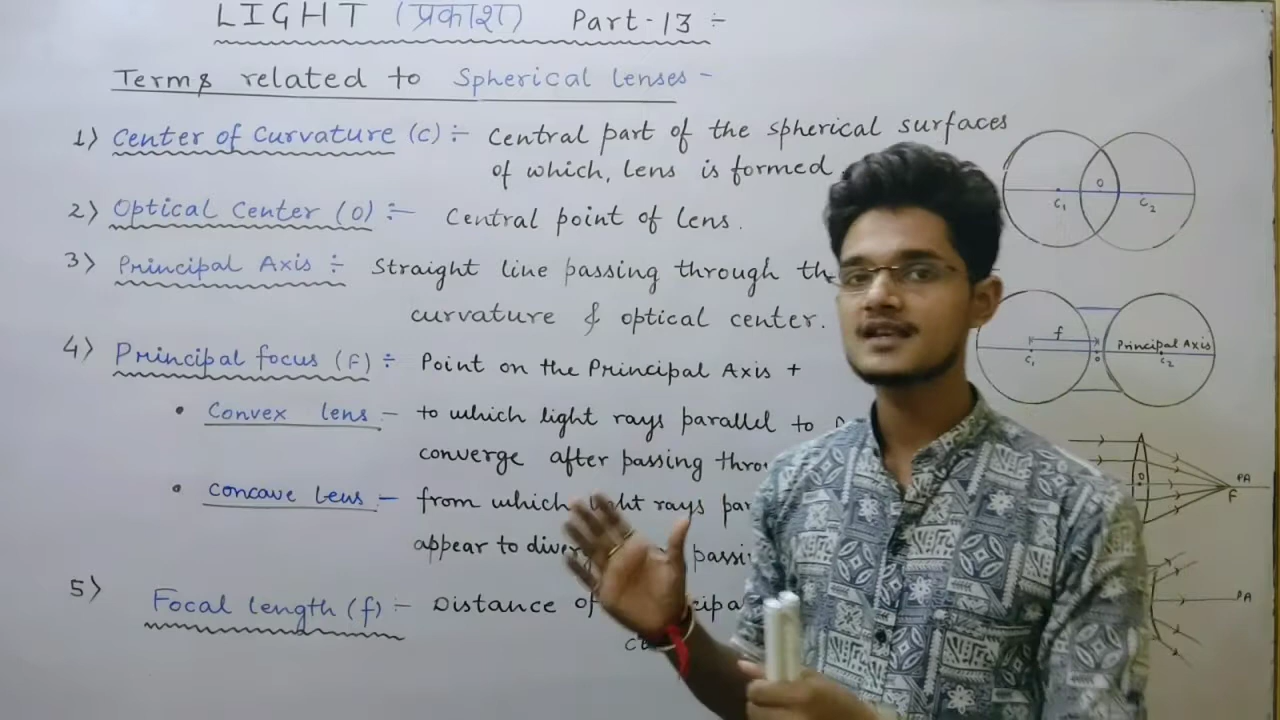 LIGHT (प्रकाश) Part-13 :-
Terms related to Spherical lenses -
1) Center of Curvature (C) :- Central part of the spherical surfaces
of which, lens is formed.
2) Optical Center (O) :- Central point of lens.
3) Principal Axis :- Straight line passing through
curvature & optical center.
4) Principal focus (F) :- Point on the Principal Axis +
• Convex lens - to which light rays parallel to
converge after passing
• Concave lens - from which light rays
appear to
5) Focal length (f) :- Distance of
C₁ O C₂
f Principal Axis
C₁ O C₂
O PA
F
PA